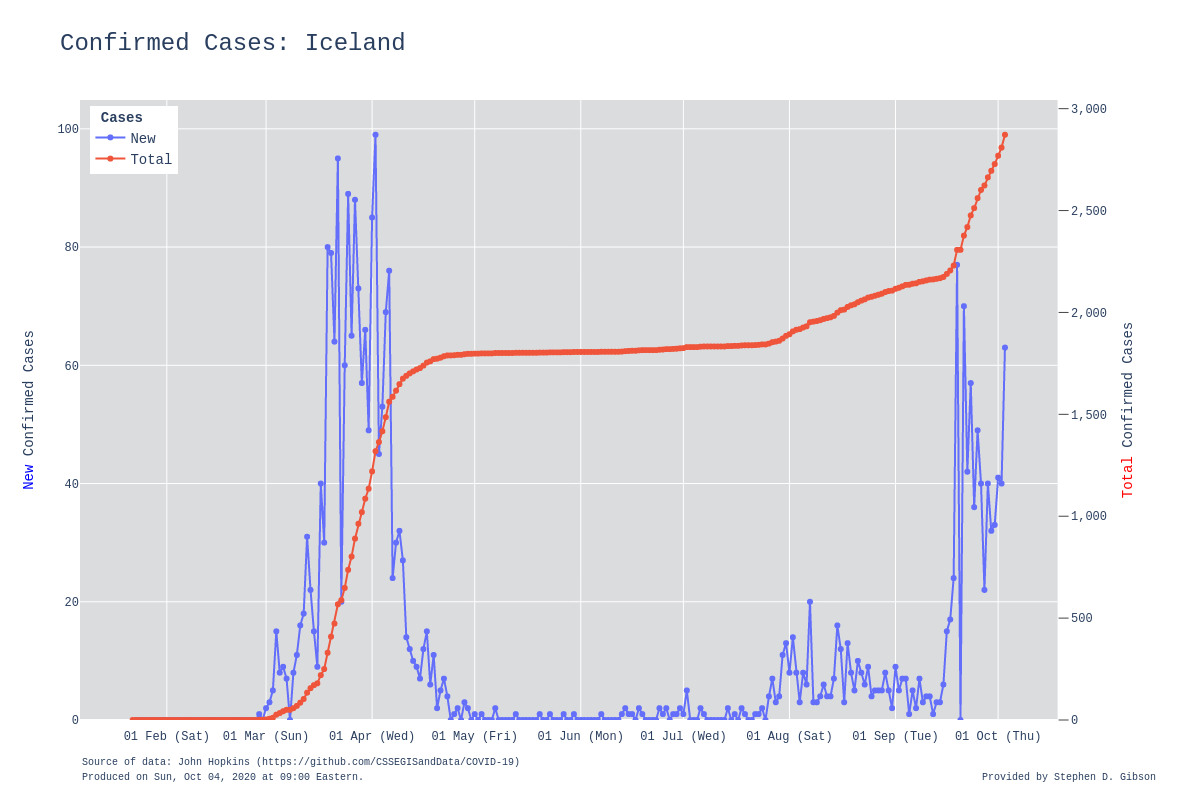 Confirmed Cases: Iceland
Cases
New
Total
100
80
60
40
20
0
3,000
2,500
2,000
1,500
1,000
500
0
New Confirmed Cases
Total Confirmed Cases
01 Feb (Sat) 01 Mar (Sun) 01 Apr (Wed) 01 May (Fri) 01 Jun (Mon) 01 Jul (Wed) 01 Aug (Sat) 01 Sep (Tue) 01 Oct (Thu)
Source of data: John Hopkins (https://github.com/CSSEGISandData/COVID-19)
Produced on Sun, Oct 04, 2020 at 09:00 Eastern.
Provided by Stephen D. Gibson